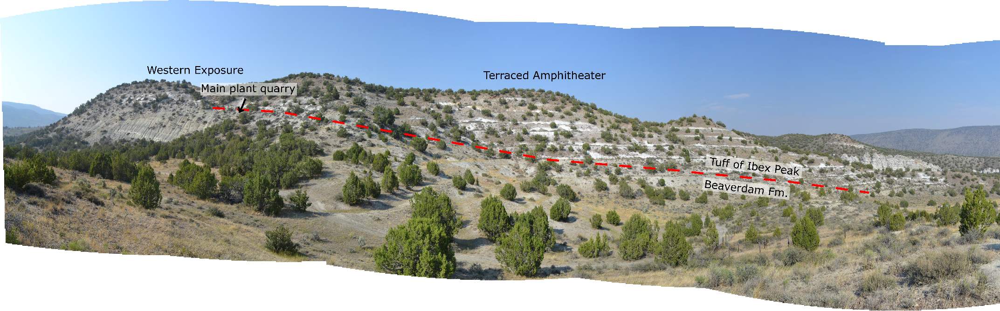 Western Exposure
Main plant quarry
Terraced Amphitheater
Tuff of Ibex Peak
Beaverdam Fm.